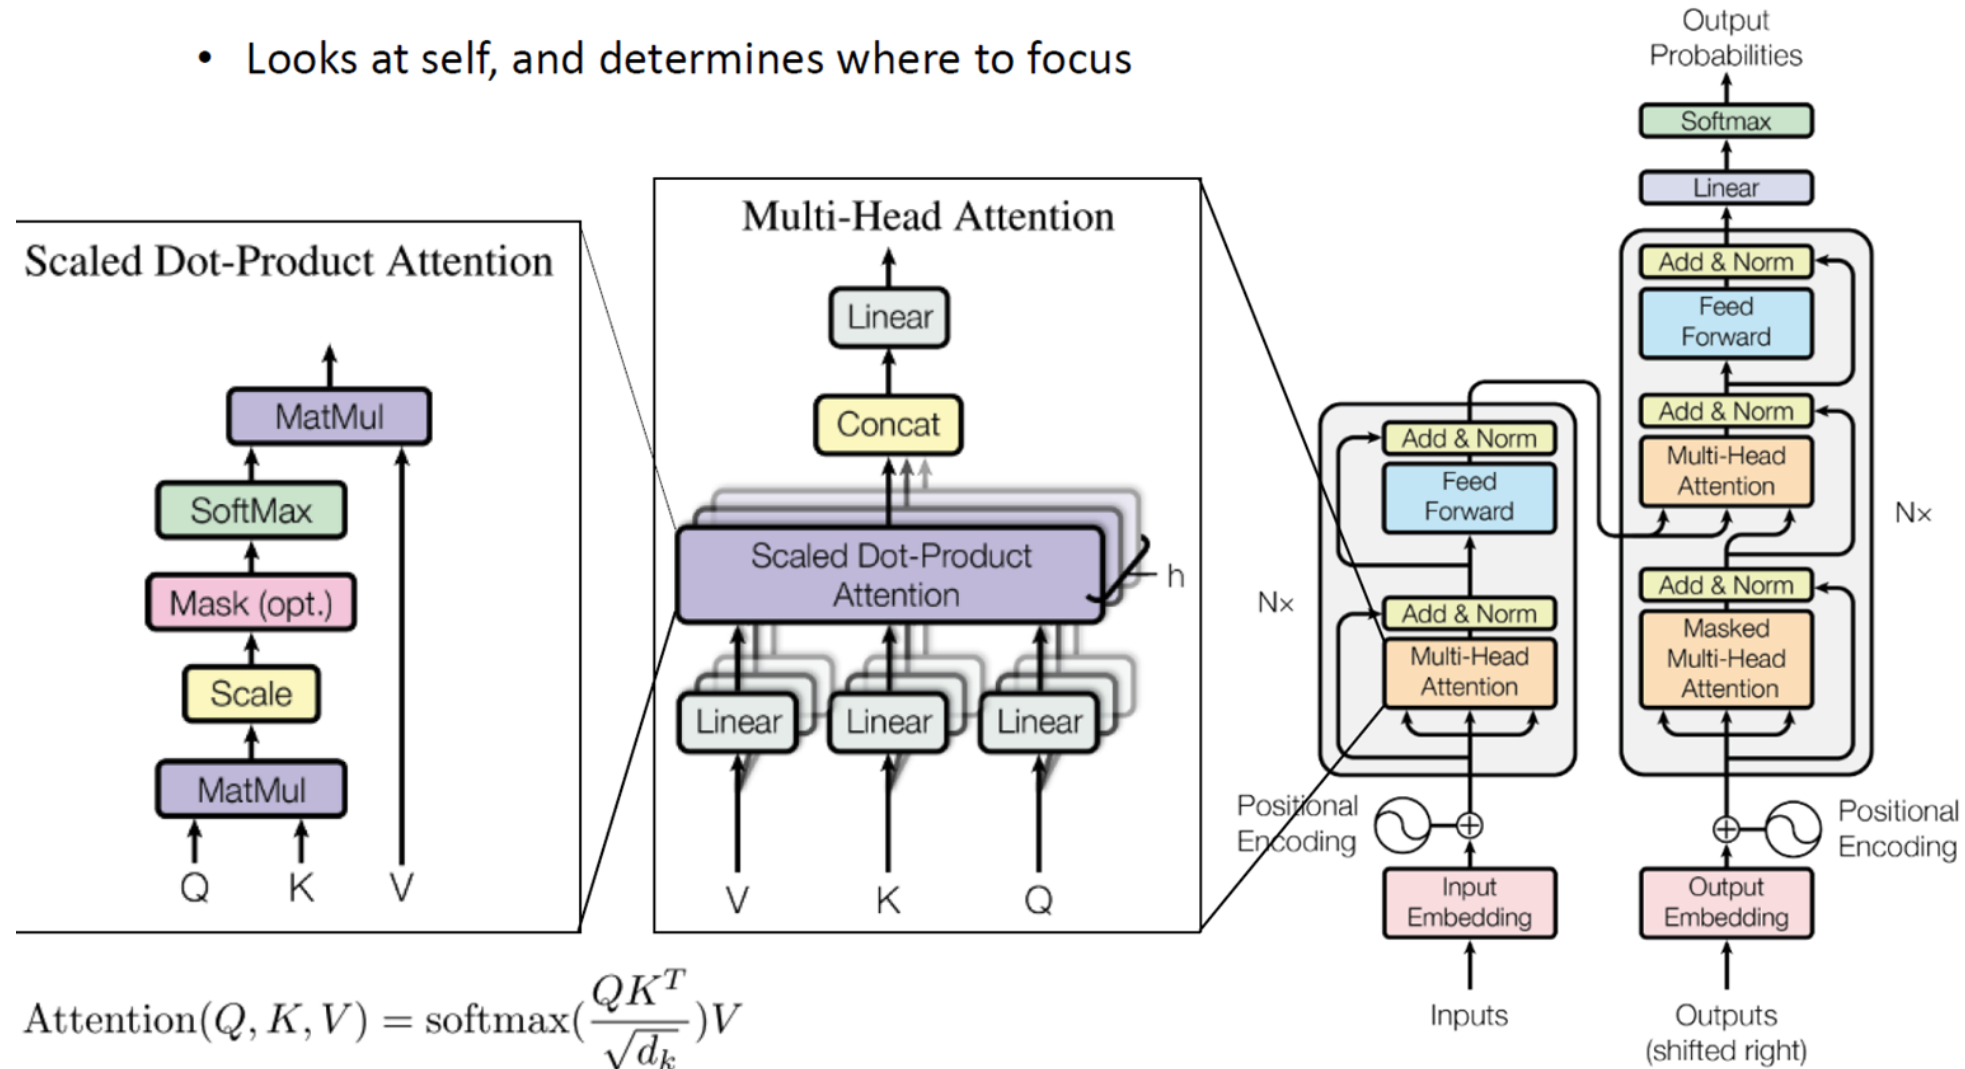 • Looks at self, and determines where to focus
Scaled Dot-Product Attention
MatMul
SoftMax
Mask (opt.)
Scale
MatMul
Q K V
Attention(Q, K, V) = softmax(QK^T / √d_k)V
Multi-Head Attention
Linear
Concat
Scaled Dot-Product
Attention
h
Linear Linear Linear
V K Q
Add & Norm
Feed
Forward
Nx
Add & Norm
Multi-Head
Attention
Positional
Encoding
Input
Embedding
Inputs
Output
Probabilities
Softmax
Linear
Add & Norm
Feed
Forward
Add & Norm
Multi-Head
Attention
Nx
Add & Norm
Masked
Multi-Head
Attention
Positional
Encoding
Output
Embedding
Outputs
(shifted right)